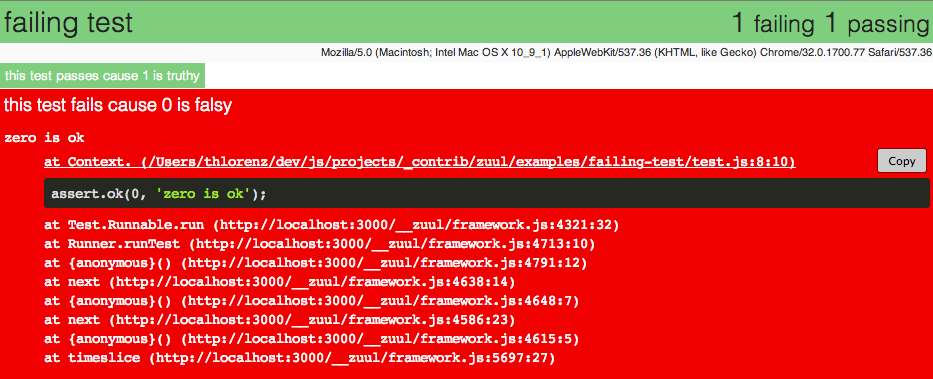 failing test
1 failing 1 passing
Mozilla/5.0 (Macintosh; Intel Mac OS X 10_9_1) AppleWebKit/537.36 (KHTML, like Gecko) Chrome/32.0.1700.77 Safari/537.36
this test passes cause 1 is truthy
this test fails cause 0 is falsy
zero is ok
at Context. (/Users/thlorenz/dev/js/projects/_contrib/zuul/examples/failing-test/test.js:8:10)
Copy
assert.ok(0, 'zero is ok');
at Test.Runnable.run (http://localhost:3000/__zuul/framework.js:4321:32)
at Runner.runTest (http://localhost:3000/__zuul/framework.js:4713:10)
at {anonymous}() (http://localhost:3000/__zuul/framework.js:4791:12)
at next (http://localhost:3000/__zuul/framework.js:4638:14)
at {anonymous}() (http://localhost:3000/__zuul/framework.js:4648:7)
at next (http://localhost:3000/__zuul/framework.js:4586:23)
at {anonymous}() (http://localhost:3000/__zuul/framework.js:4615:5)
at timeslice (http://localhost:3000/__zuul/framework.js:5697:27)